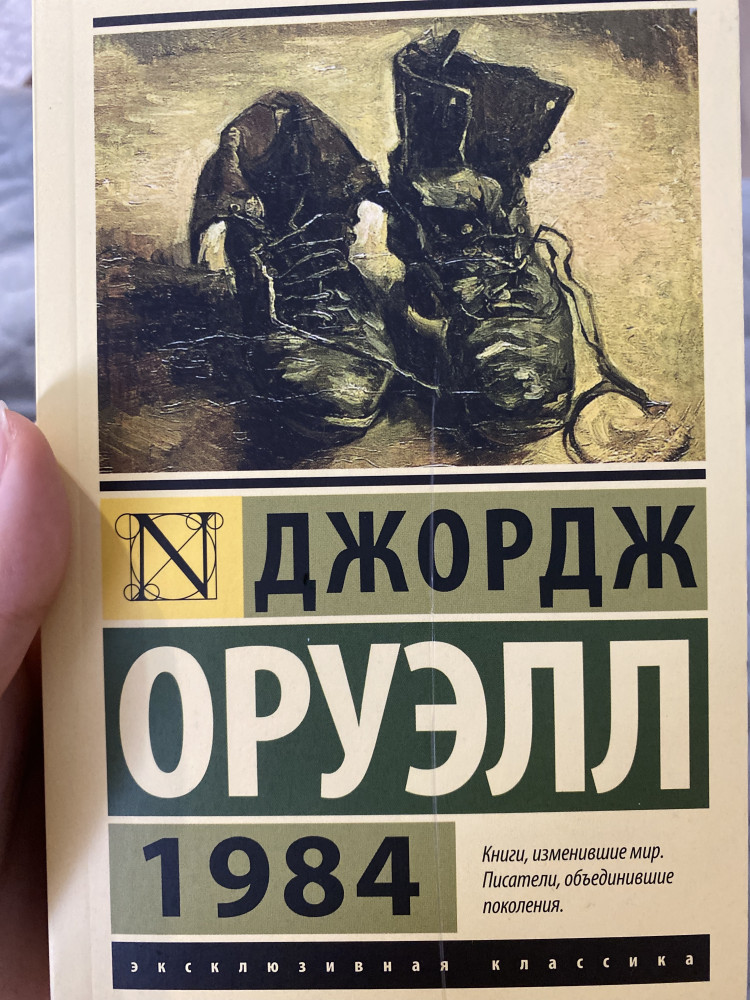 N ДЖОРДЖ
ОРУЭЛЛ
1984
Книги, изменившие мир.
Писатели, объединившие
поколения.
эксклюзивная классика